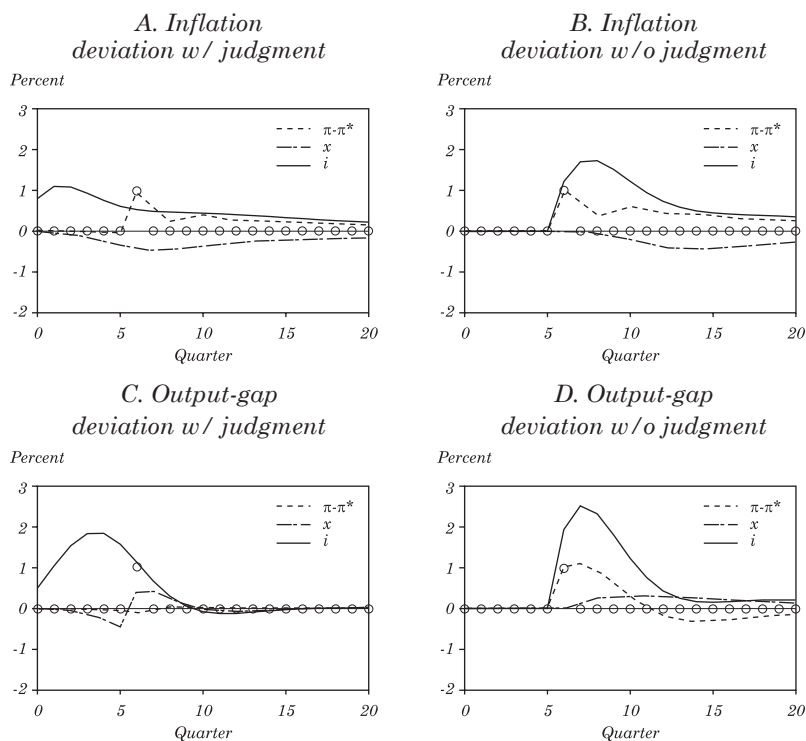 A. Inflation
deviation w/ judgment
Percent
3
2
1
0
-1
-2
π-π*
x
i
0 5 10 15 20
Quarter
B. Inflation
deviation w/o judgment
Percent
3
2
1
0
-1
-2
π-π*
x
i
0 5 10 15 20
Quarter
C. Output-gap
deviation w/ judgment
Percent
3
2
1
0
-1
-2
π-π*
x
i
0 5 10 15 20
Quarter
D. Output-gap
deviation w/o judgment
Percent
3
2
1
0
-1
-2
π-π*
x
i
0 5 10 15 20
Quarter